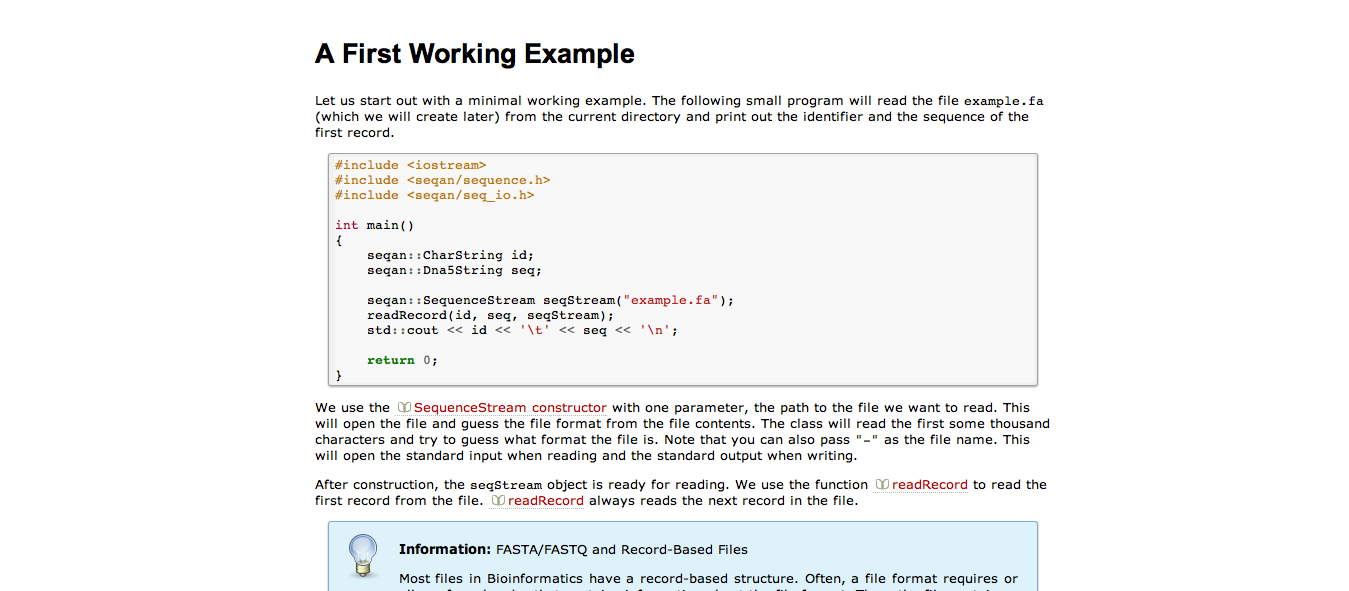 A First Working Example
Let us start out with a minimal working example. The following small program will read the file example.fa
(which we will create later) from the current directory and print out the identifier and the sequence of the
first record.
#include <iostream>
#include <seqan/sequence.h>
#include <seqan/seq_io.h>
int main()
{
    seqan::CharString id;
    seqan::Dna5String seq;
    seqan::SequenceStream seqStream("example.fa");
    readRecord(id, seq, seqStream);
    std::cout << id << '\t' << seq << '\n';
    return 0;
}
We use the SequenceStream constructor with one parameter, the path to the file we want to read. This
will open the file and guess the file format from the file contents. The class will read the first some thousand
characters and try to guess what format the file is. Note that you can also pass "-" as the file name. This
will open the standard input when reading and the standard output when writing.
After construction, the seqStream object is ready for reading. We use the function readRecord to read the
first record from the file. readRecord always reads the next record in the file.
Information: FASTA/FASTQ and Record-Based Files
Most files in Bioinformatics have a record-based structure. Often, a file format requires or